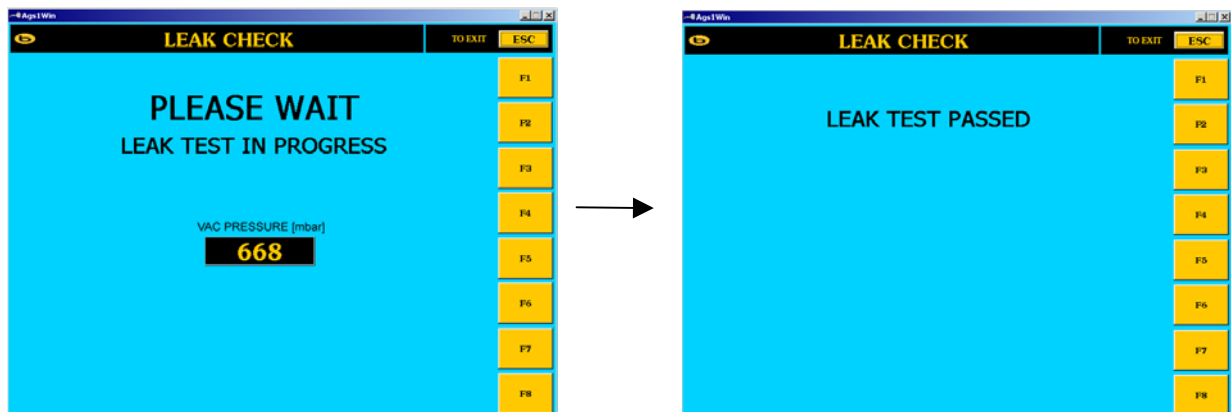 Ags1Win
LEAK CHECK
TO EXIT
ESC
PLEASE WAIT
LEAK TEST IN PROGRESS
VAC PRESSURE [mbar]
668
F1
F2
F3
F4
F5
F6
F7
F8
Ags1Win
LEAK CHECK
TO EXIT
ESC
LEAK TEST PASSED
F1
F2
F3
F4
F5
F6
F7
F8